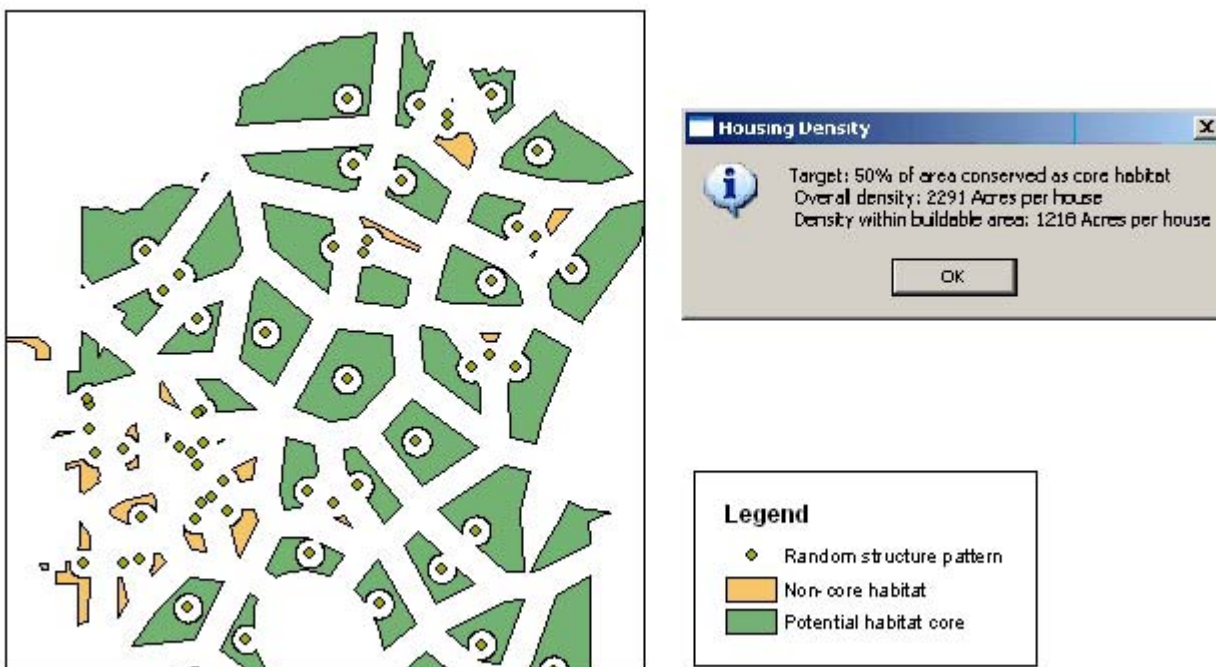 Housing Density
Target: 50% of area conserved as core habitat
Overall density: 2291 Acres per house
Density within buildable area: 1218 Acres per house
OK
Legend
Random structure pattern
Non-core habitat
Potential habitat core